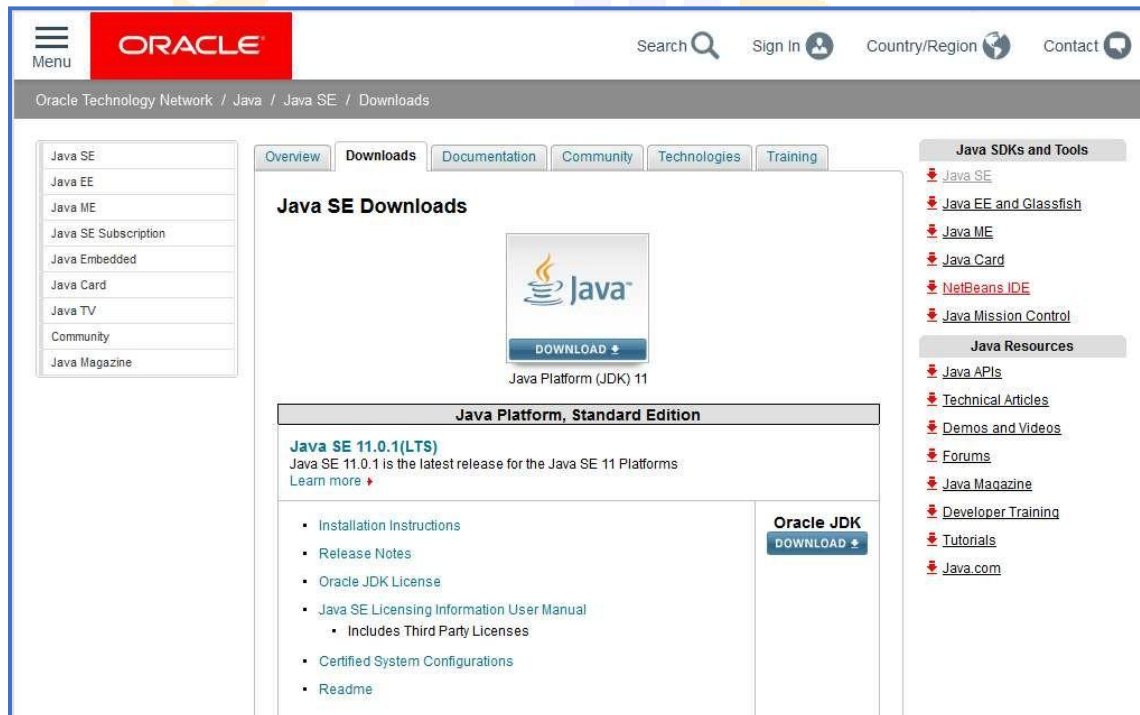 Menu
ORACLE
Search
Sign In
Country/Region
Contact
Oracle Technology Network / Java / Java SE / Downloads
Java SE
Java EE
Java ME
Java SE Subscription
Java Embedded
Java Card
Java TV
Community
Java Magazine
Overview
Downloads
Documentation
Community
Technologies
Training
Java SE Downloads
Java
DOWNLOAD
Java Platform (JDK) 11
Java Platform, Standard Edition
Java SE 11.0.1(LTS)
Java SE 11.0.1 is the latest release for the Java SE 11 Platforms
Learn more
Installation Instructions
Release Notes
Oracle JDK License
Java SE Licensing Information User Manual
Includes Third Party Licenses
Certified System Configurations
Readme
Oracle JDK
DOWNLOAD
Java SDKs and Tools
Java SE
Java EE and Glassfish
Java ME
Java Card
NetBeans IDE
Java Mission Control
Java Resources
Java APIs
Technical Articles
Demos and Videos
Forums
Java Magazine
Developer Training
Tutorials
Java.com